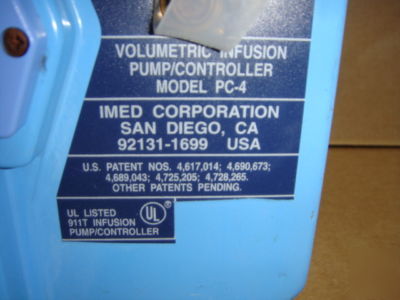 VOLUMETRIC INFUSION
PUMP/CONTROLLER
MODEL PC-4
IMED CORPORATION
SAN DIEGO, CA
92131-1699 USA
U.S. PATENT NOS. 4,617,014; 4,690,673;
4,689,043; 4,725,205; 4,728,265.
OTHER PATENTS PENDING.
UL LISTED
911T INFUSION
PUMP/CONTROLLER
UL